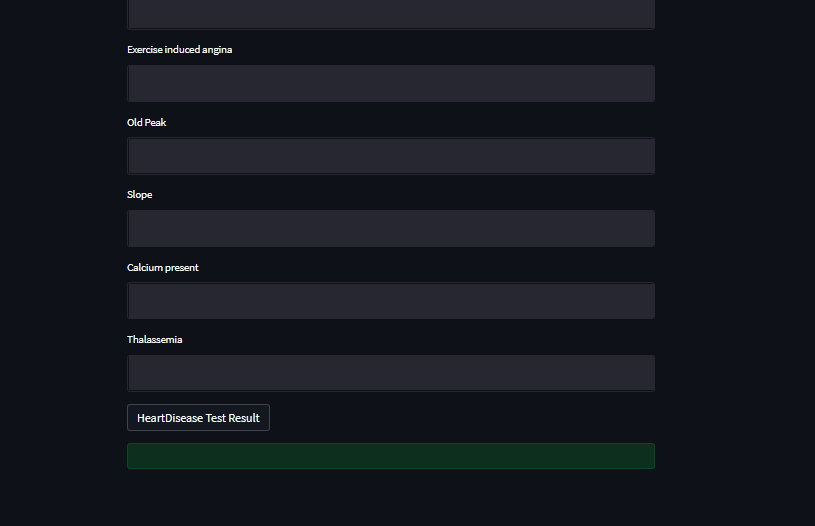 Exercise induced angina
Old Peak
Slope
Calcium present
Thalassemia
HeartDisease Test Result